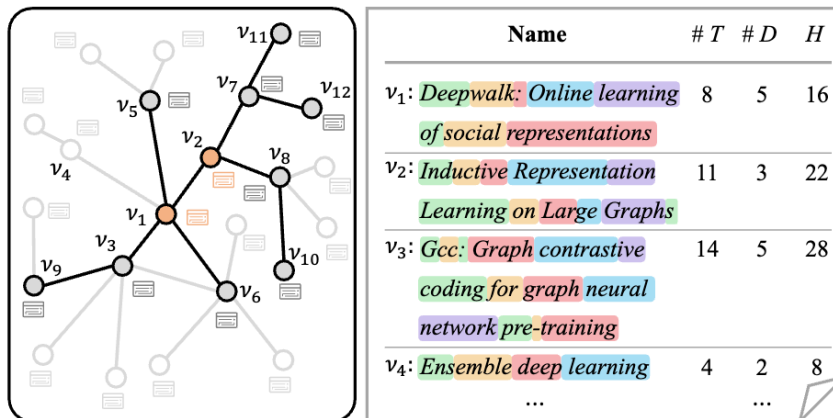 ν₁₁
ν₇
ν₁₂
ν₅
ν₂
ν₈
ν₄
ν₁
ν₃
ν₉
ν₁₀
ν₆
Name # T # D H
ν₁: Deepwalk: Online learning 8 5 16
of social representations
ν₂: Inductive Representation 11 3 22
Learning on Large Graphs
ν₃: Gcc: Graph contrastive 14 5 28
coding for graph neural
network pre-training
ν₄: Ensemble deep learning 4 2 8
... ...